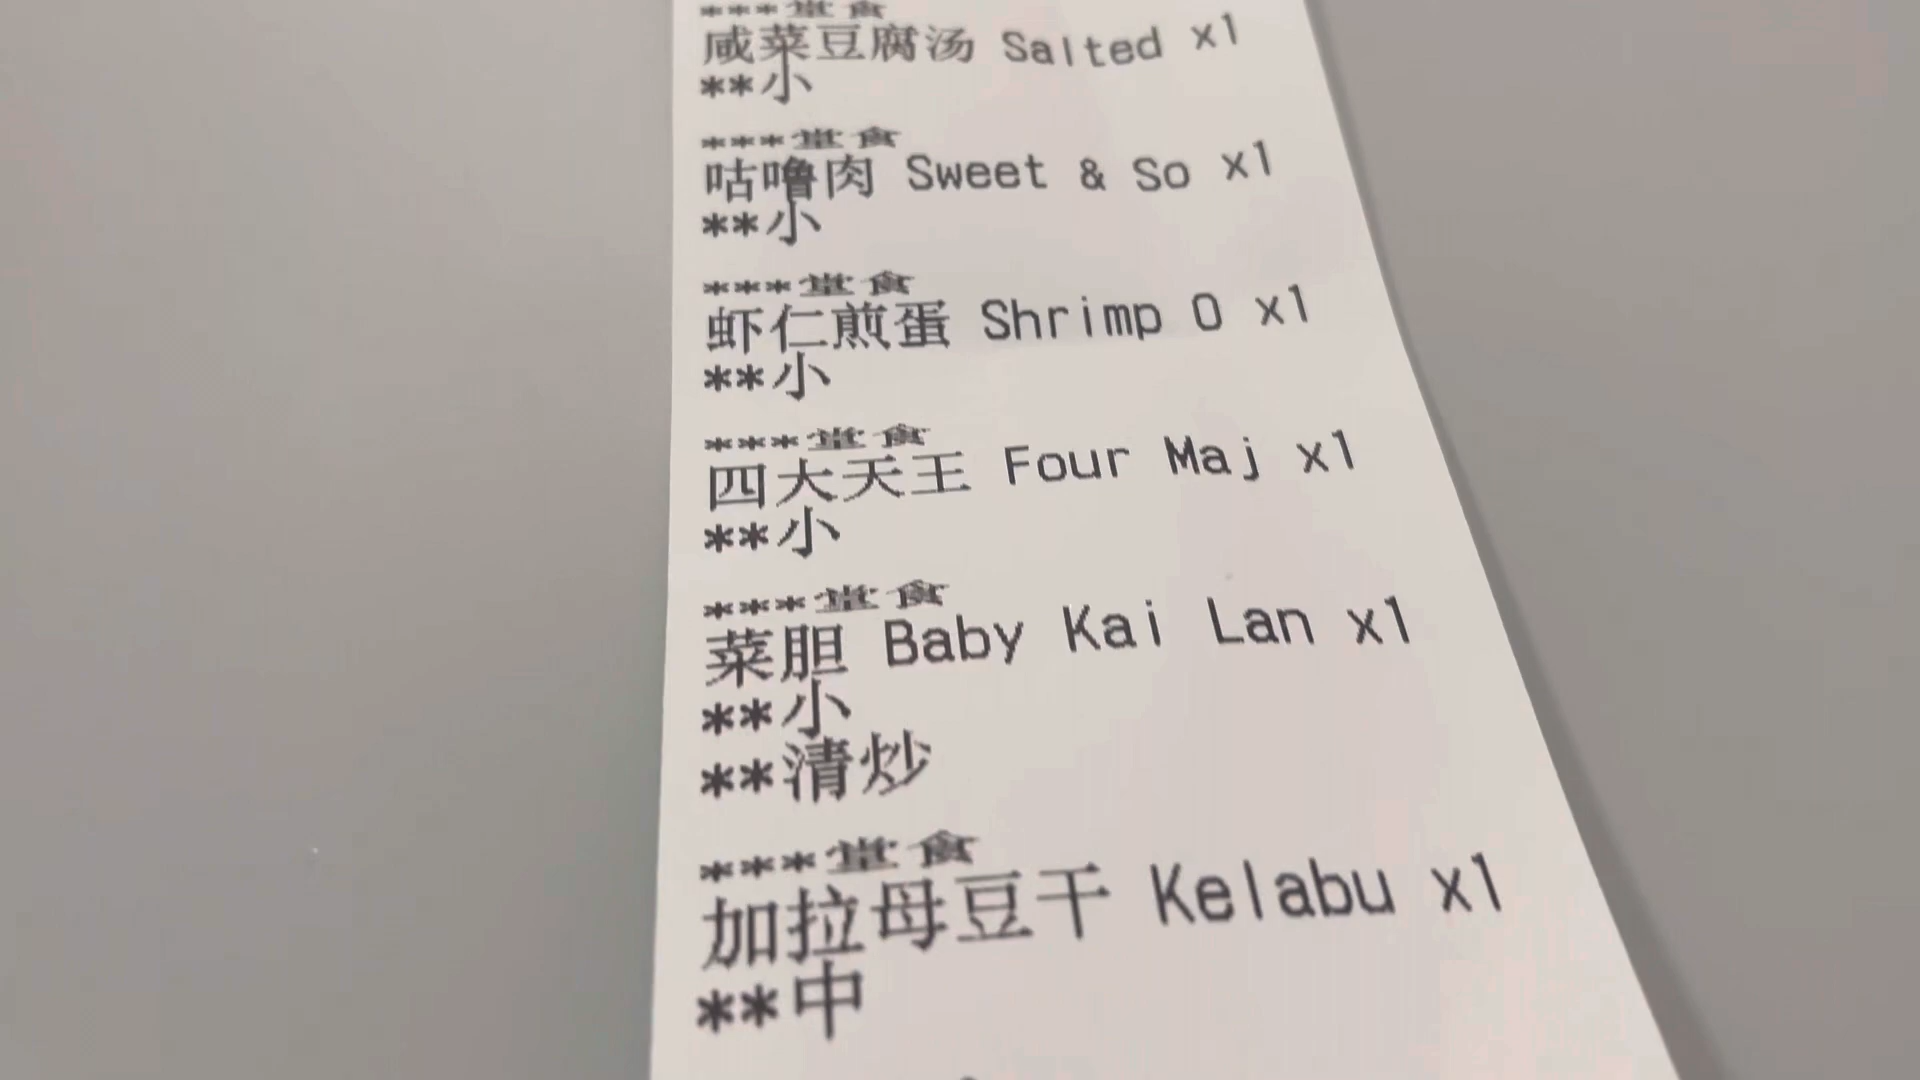 ***堂食
咸菜豆腐汤 Salted x1
**小
***堂食
咕噜肉 Sweet & So x1
**小
***堂食
虾仁煎蛋 Shrimp O x1
**小
***堂食
四大天王 Four Maj x1
**小
***堂食
菜胆 Baby Kai Lan x1
**小
**清炒
***堂食
加拉母豆干 Kelabu x1
**中